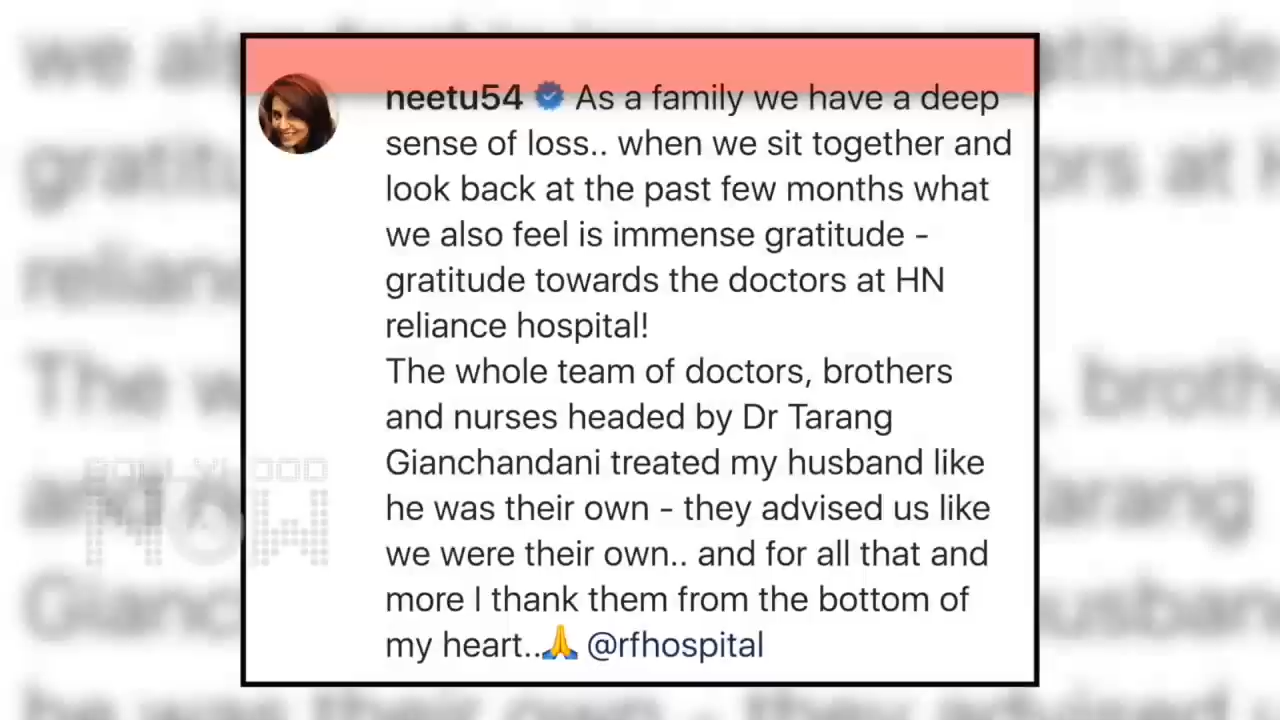 neetu54 As a family we have a deep
sense of loss.. when we sit together and
look back at the past few months what
we also feel is immense gratitude -
gratitude towards the doctors at HN
reliance hospital!
The whole team of doctors, brothers
and nurses headed by Dr Tarang
Gianchandani treated my husband like
he was their own - they advised us like
we were their own.. and for all that and
more I thank them from the bottom of
my heart..🙏 @rfhospital
BOLLYWOOD
NOW